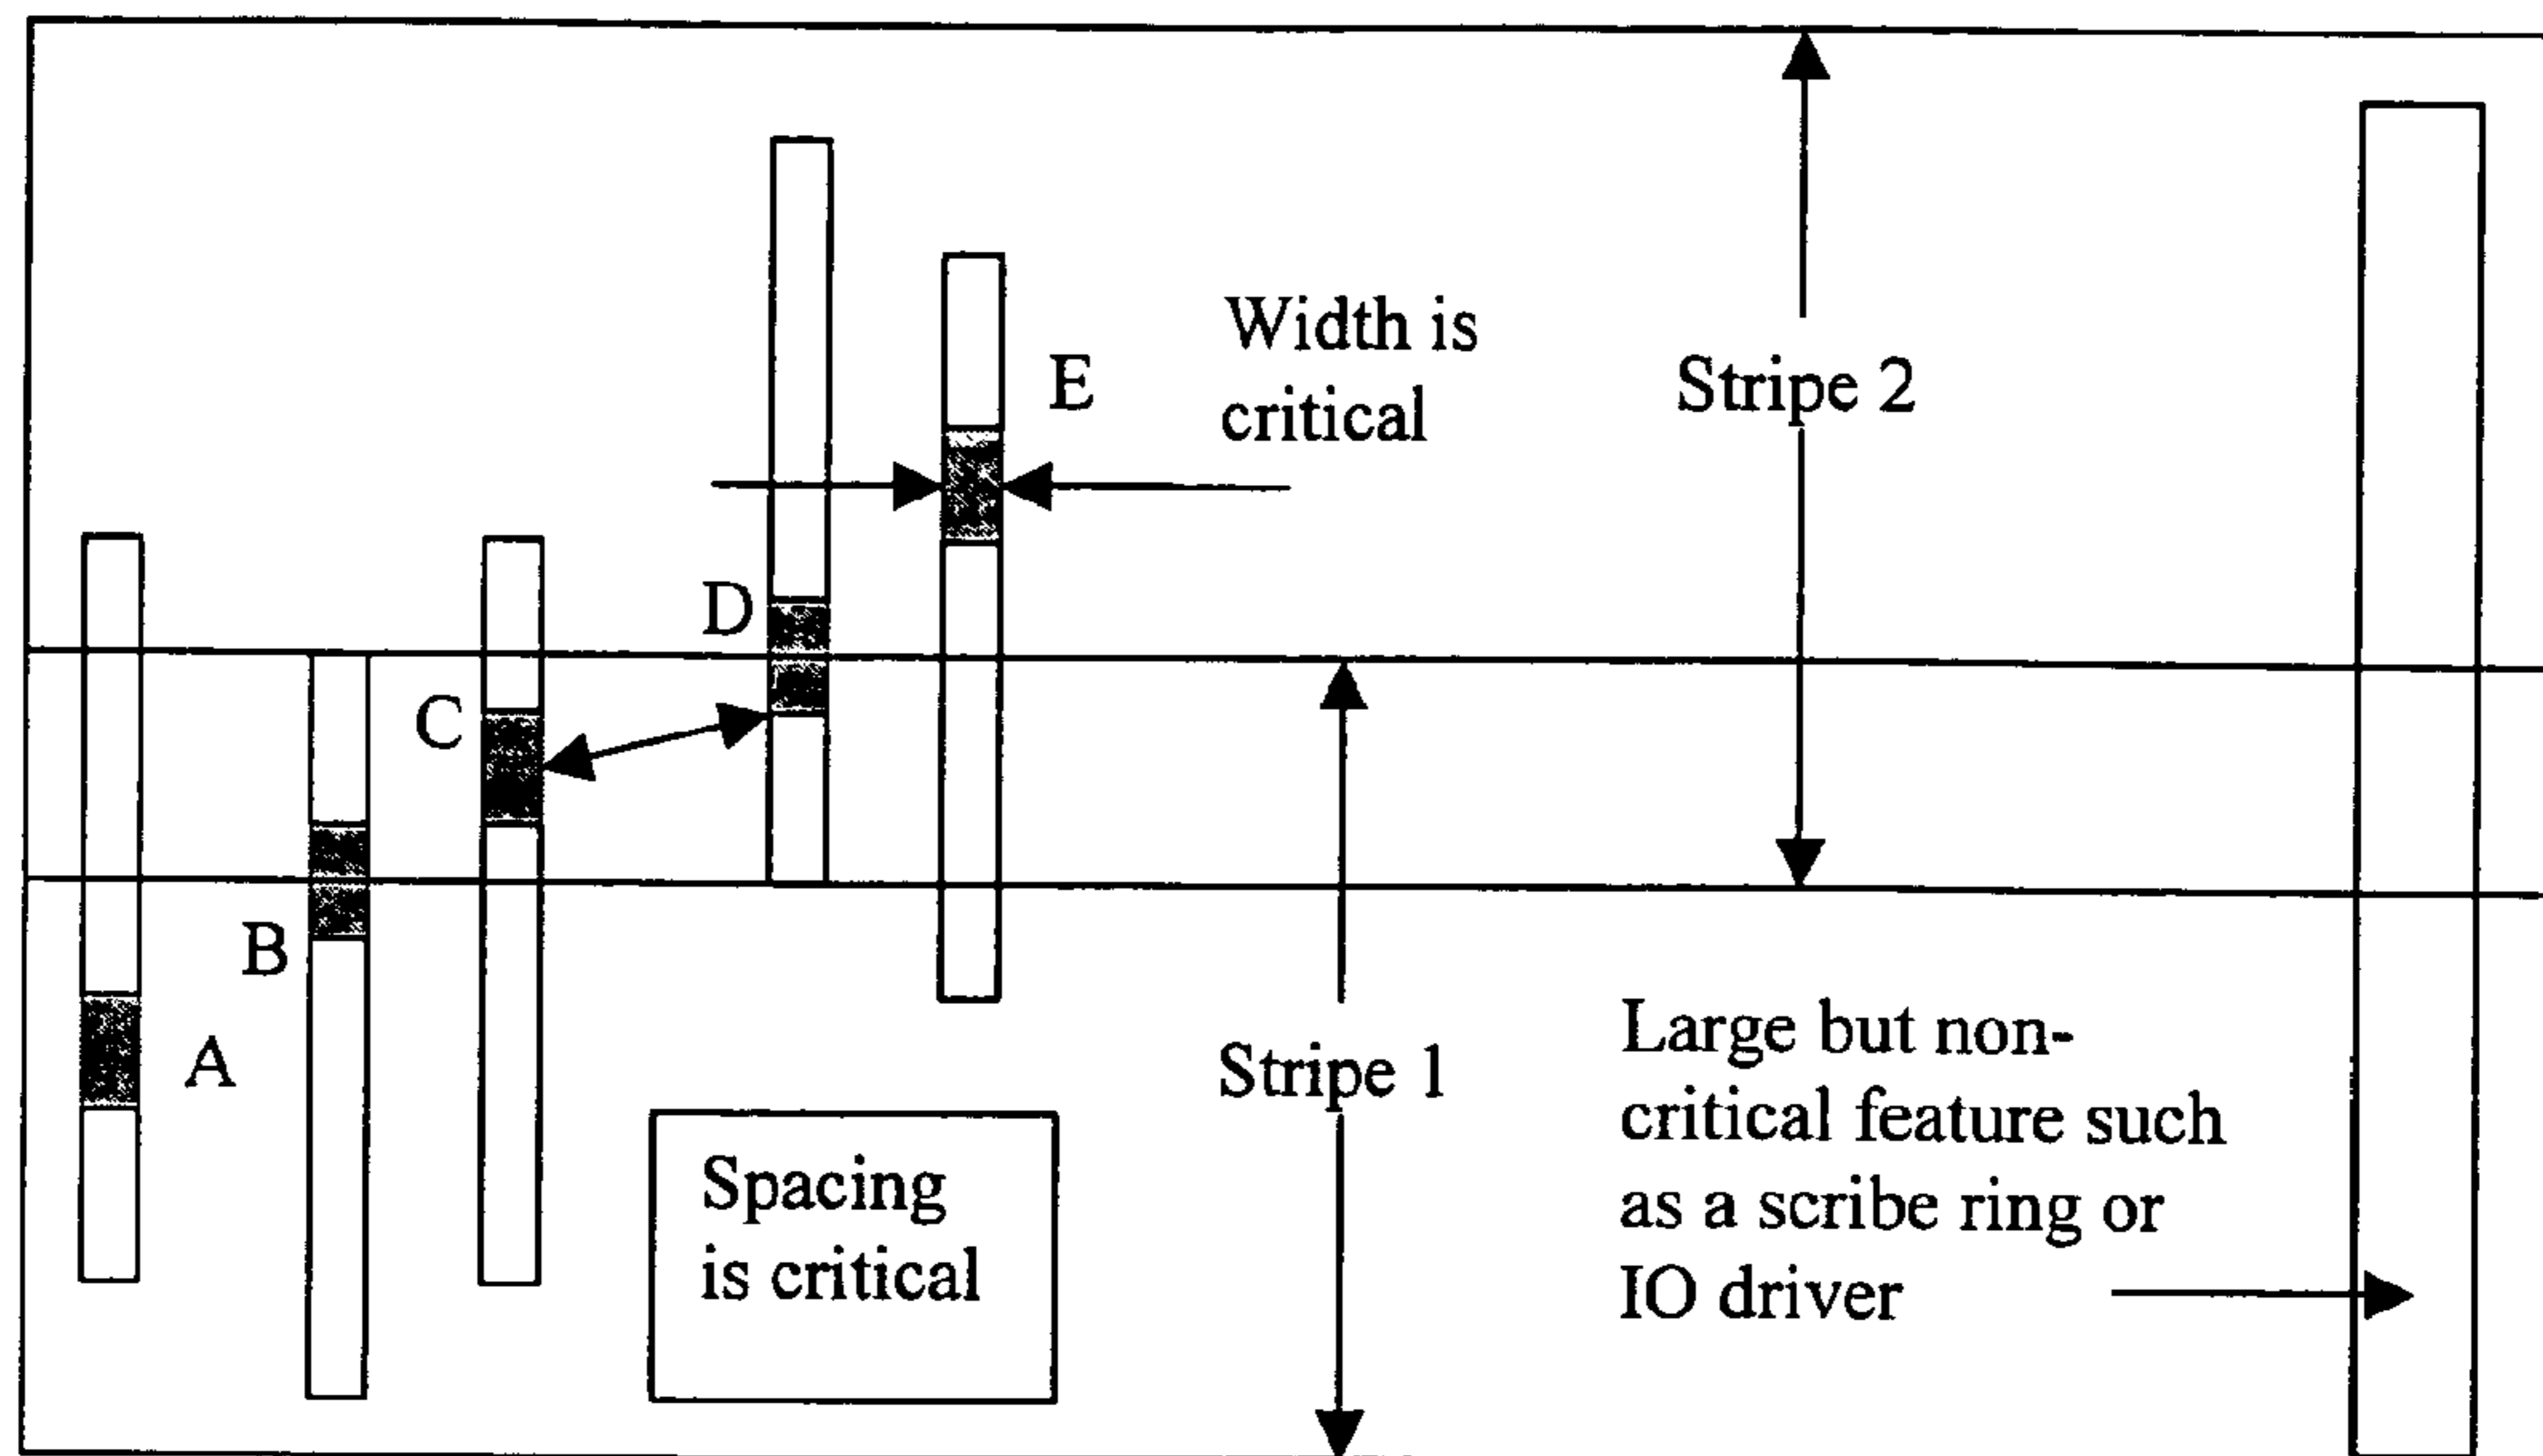 Width is
critical
E
Stripe 2
D
C
B
A
Stripe 1
Spacing
is critical
Large but non-
critical feature such
as a scribe ring or
IO driver